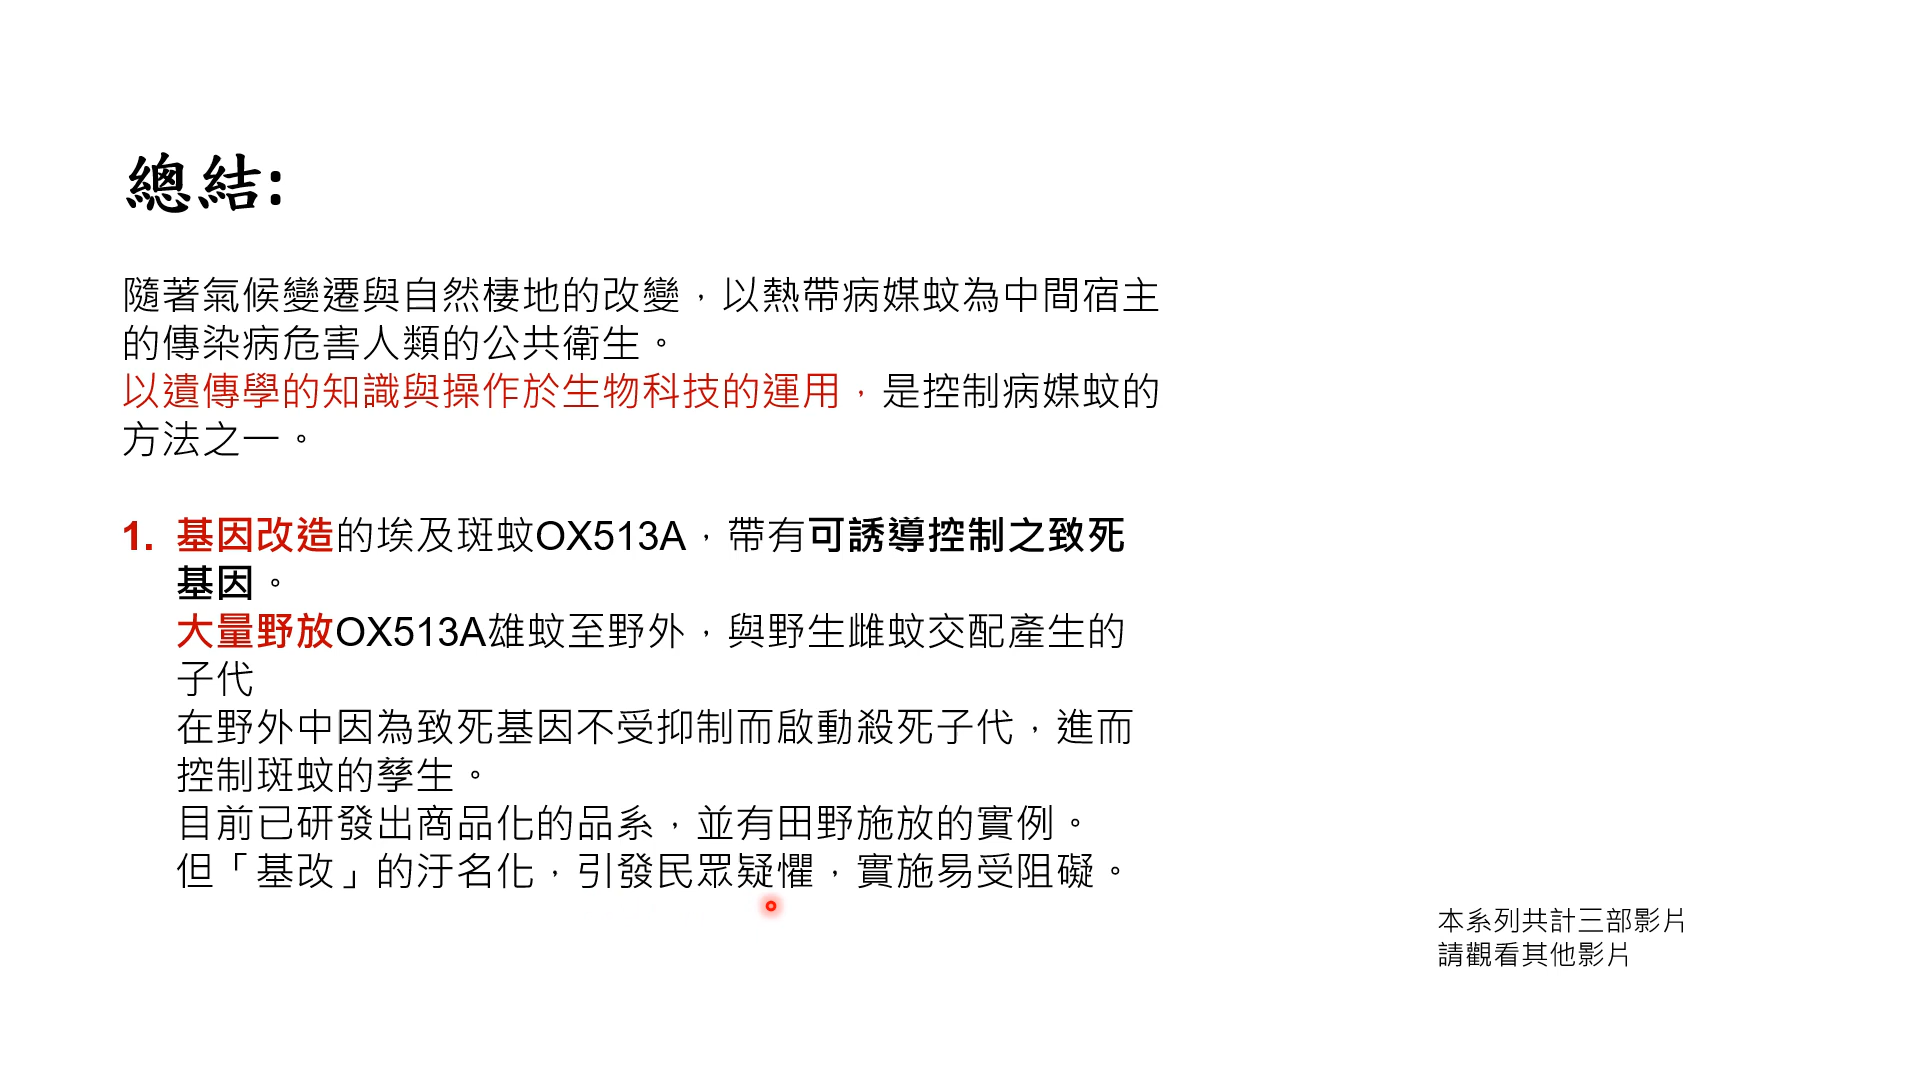 總結:
隨著氣候變遷與自然棲地的改變，以熱帶病媒蚊為中間宿主
的傳染病危害人類的公共衛生。
以遺傳學的知識與操作於生物科技的運用，是控制病媒蚊的
方法之一。
1. 基因改造的埃及斑蚊OX513A，帶有可誘導控制之致死
基因。
大量野放OX513A雄蚊至野外，與野生雌蚊交配產生的
子代
在野外中因為致死基因不受抑制而啟動殺死子代，進而
控制斑蚊的孳生。
目前已研發出商品化的品系，並有田野施放的實例。
但「基改」的汙名化，引發民眾疑懼，實施易受阻礙。
本系列共計三部影片
請觀看其他影片